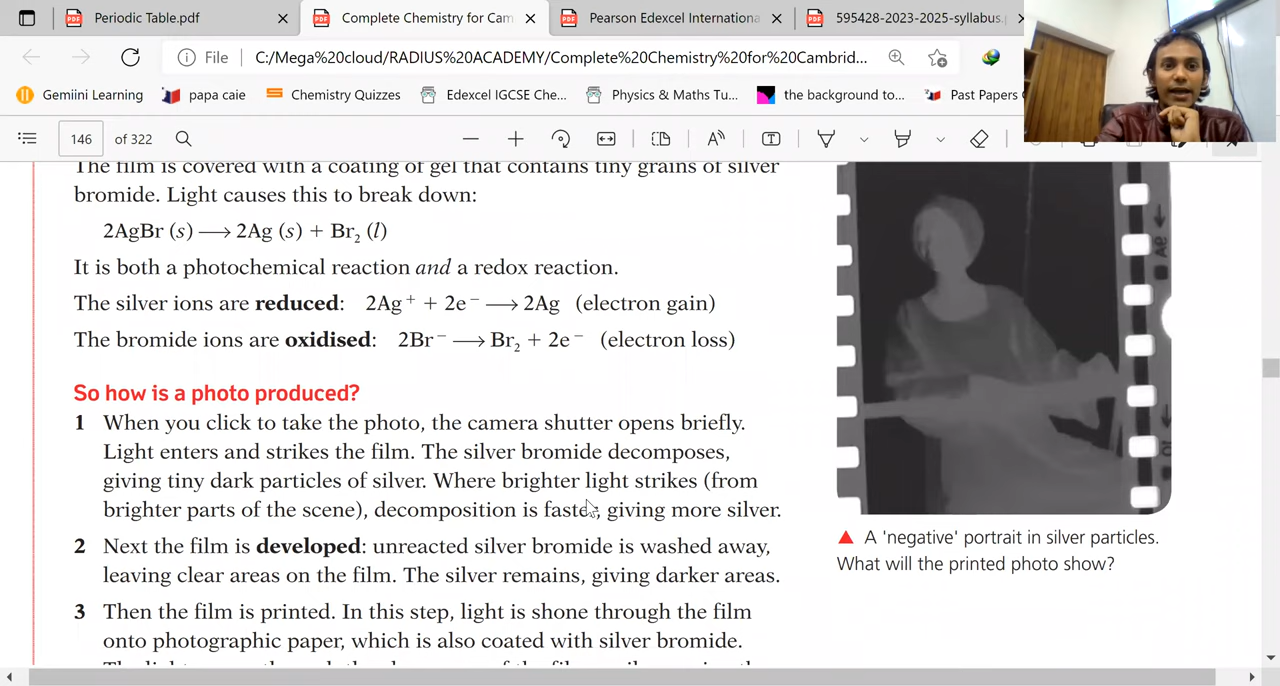 Periodic Table.pdf
Complete Chemistry for Cam
Pearson Edexcel Internationa
595428-2023-2025-syllabus.
File
C:/Mega%20cloud/RADIUS%20ACADEMY/Complete%20Chemistry%20for%20Cambrid...
Gemiini Learning
papa caie
Chemistry Quizzes
Edexcel IGCSE Che...
Physics & Maths Tu...
the background to...
Past Papers
146 of 322
The film is covered with a coating of gel that contains tiny grains of silver
bromide. Light causes this to break down:
2AgBr (s) ⟶ 2Ag (s) + Br₂ (l)
It is both a photochemical reaction and a redox reaction.
The silver ions are reduced: 2Ag⁺ + 2e⁻ ⟶ 2Ag (electron gain)
The bromide ions are oxidised: 2Br⁻ ⟶ Br₂ + 2e⁻ (electron loss)
So how is a photo produced?
1 When you click to take the photo, the camera shutter opens briefly.
Light enters and strikes the film. The silver bromide decomposes,
giving tiny dark particles of silver. Where brighter light strikes (from
brighter parts of the scene), decomposition is faster, giving more silver.
2 Next the film is developed: unreacted silver bromide is washed away,
leaving clear areas on the film. The silver remains, giving darker areas.
3 Then the film is printed. In this step, light is shone through the film
onto photographic paper, which is also coated with silver bromide.
▲ A 'negative' portrait in silver particles.
What will the printed photo show?